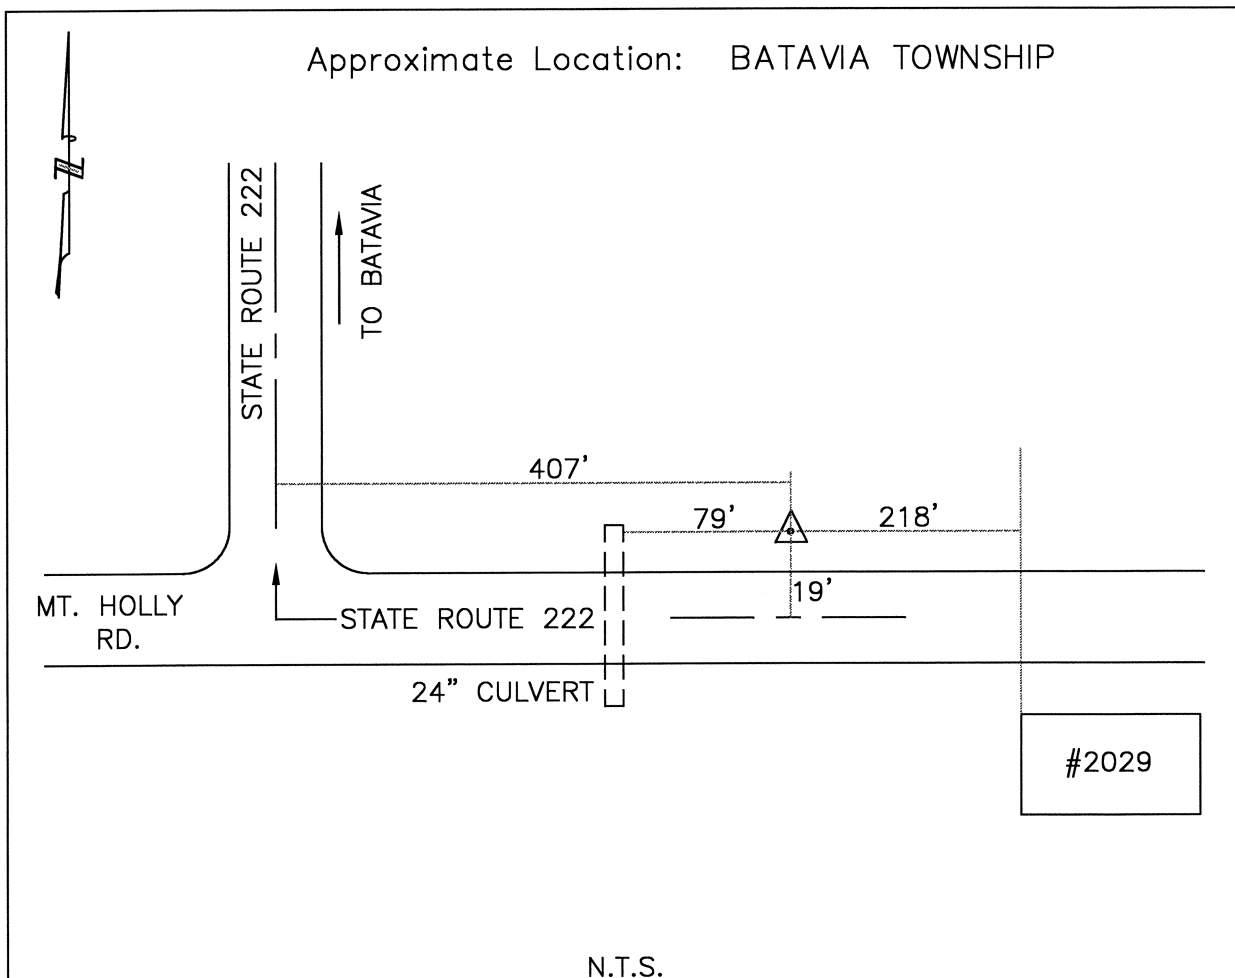 Approximate Location: BATAVIA TOWNSHIP
N
STATE ROUTE 222
TO BATAVIA
407'
79'
218'
19'
MT. HOLLY
RD.
STATE ROUTE 222
24" CULVERT
#2029
N.T.S.